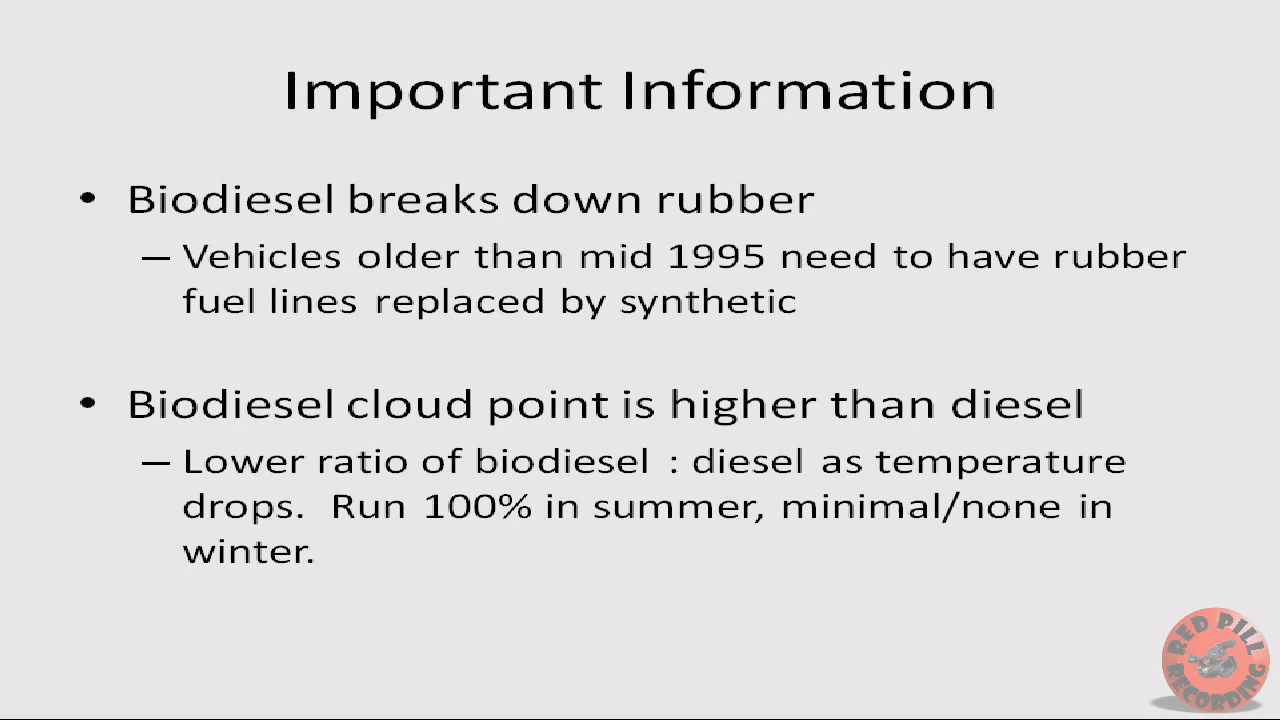 Important Information
• Biodiesel breaks down rubber
– Vehicles older than mid 1995 need to have rubber
fuel lines replaced by synthetic
• Biodiesel cloud point is higher than diesel
– Lower ratio of biodiesel : diesel as temperature
drops. Run 100% in summer, minimal/none in
winter.
RED PILL
RECORDING